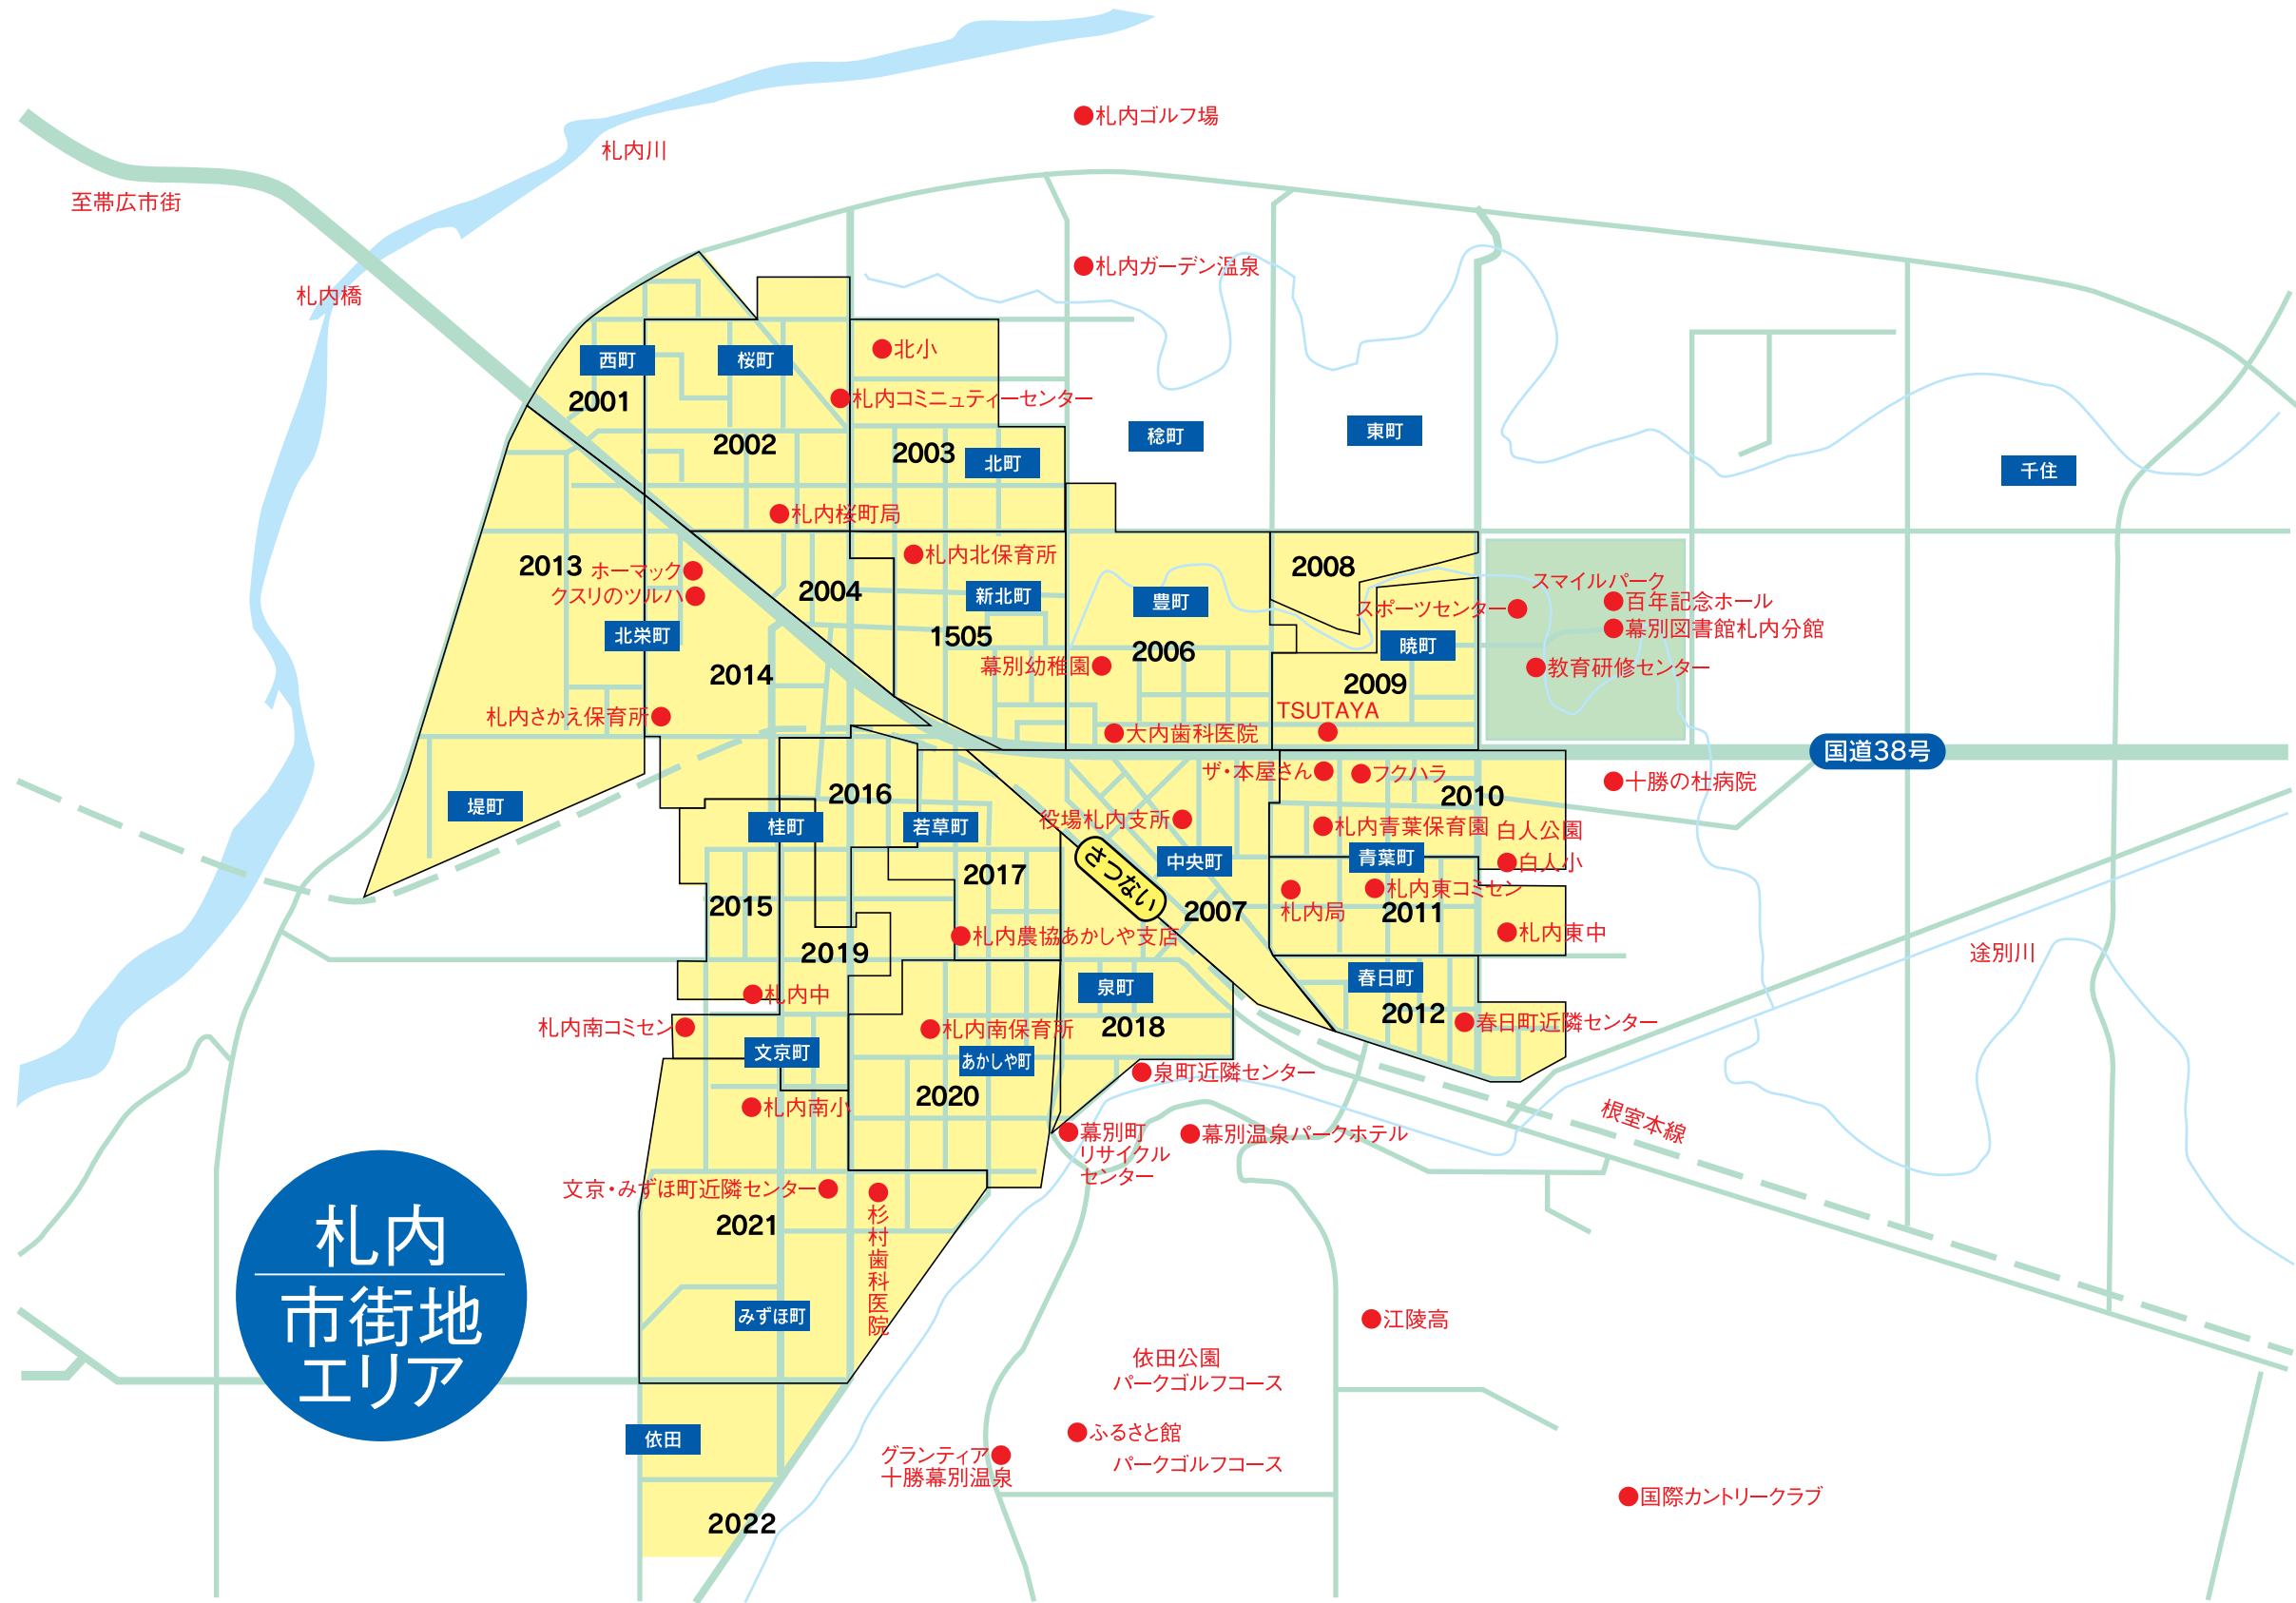 札内ゴルフ場
札内川
至帯広市街
札内ガーデン温泉
札内橋
西町
桜町
北小
2001
札内コミニュティーセンター
稔町
東町
2002
2003
北町
千住
札内桜町局
2013
ホーマック
クスリのツルハ
2004
札内北保育所
新北町
豊町
2008
スマイルパーク
スポーツセンター
百年記念ホール
幕別図書館札内分館
北栄町
1505
2006
暁町
2014
幕別幼稚園
2009
教育研修センター
札内さかえ保育所
TSUTAYA
大内歯科医院
国道38号
ザ・本屋さん
フクハラ
十勝の杜病院
堤町
2016
2010
桂町
若草町
役場札内支所
札内青葉保育園
白人公園
さつない
中央町
青葉町
白人小
2017
2015
2007
札内局
札内東コミセン
2011
札内東中
札内農協あかしや支店
2019
途別川
札内中
泉町
春日町
2012
札内南コミセン
札内南保育所
2018
春日町近隣センター
文京町
あかしや町
泉町近隣センター
2020
札内南小
根室本線
幕別町
リサイクル
センター
幕別温泉パークホテル
文京・みずほ町近隣センター
2021
杉村歯科医院
札内
市街地
エリア
みずほ町
江陵高
依田公園
パークゴルフコース
依田
ふるさと館
パークゴルフコース
グランティア
十勝幕別温泉
国際カントリークラブ
2022